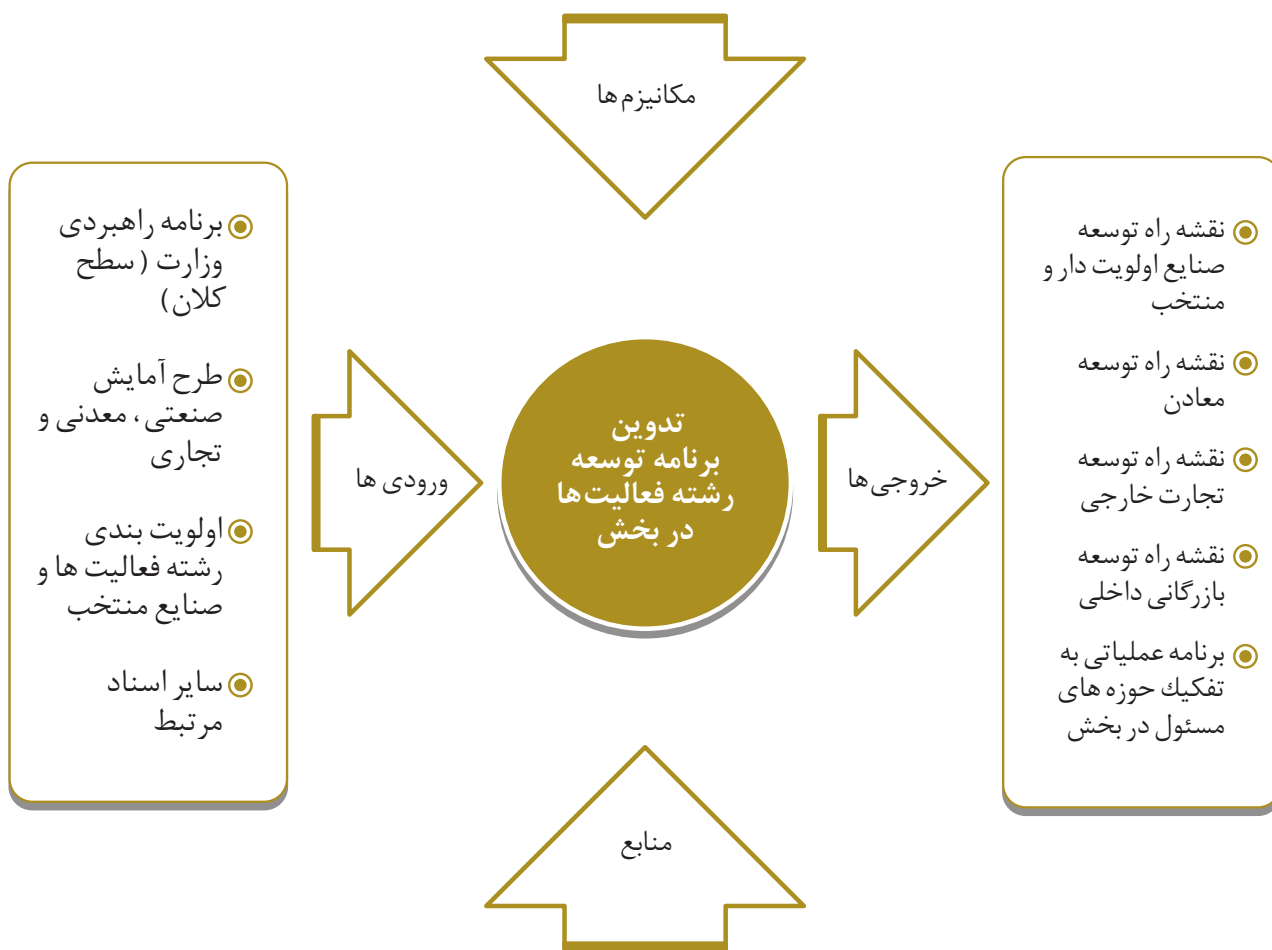 مکانیزم‌ها
نقشه راه توسعه
صنایع اولویت دار و
منتخب
نقشه راه توسعه
معادن
نقشه راه توسعه
تجارت خارجی
نقشه راه توسعه
بازرگانی داخلی
برنامه عملیاتی به
تفکیك حوزه های
مسئول در بخش
خروجی‌ها
تدوین
برنامه توسعه
رشته فعالیت‌ها
در بخش
ورودی ها
برنامه راهبردی
وزارت (سطح
کلان)
طرح آمایش
صنعتی، معدنی و
تجاری
اولویت بندی
رشته فعالیت ها و
صنایع منتخب
سایر اسناد
مرتبط
منابع